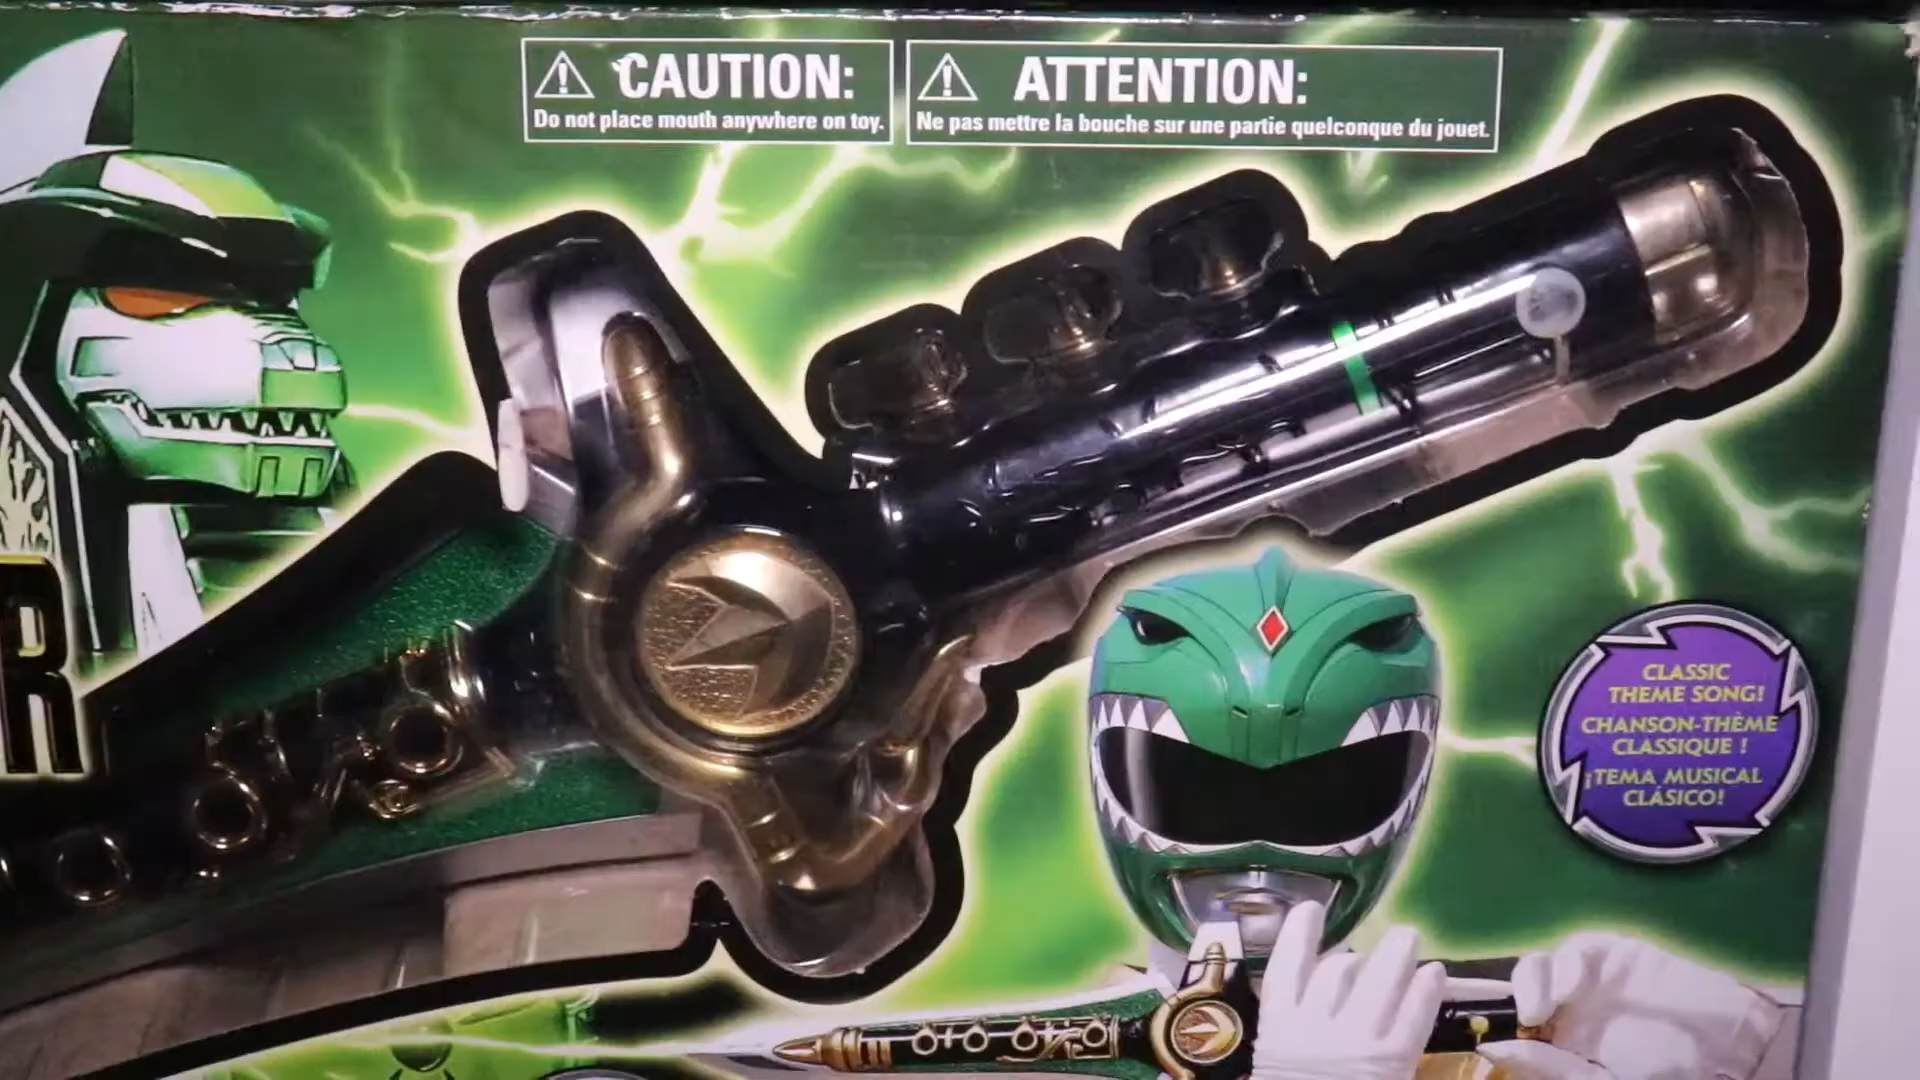 CAUTION:
Do not place mouth anywhere on toy.
ATTENTION:
Ne pas mettre la bouche sur une partie quelconque du jouet.
R
CLASSIC
THEME SONG!
CHANSON-THÈME
CLASSIQUE !
¡TEMA MUSICAL
CLÁSICO!